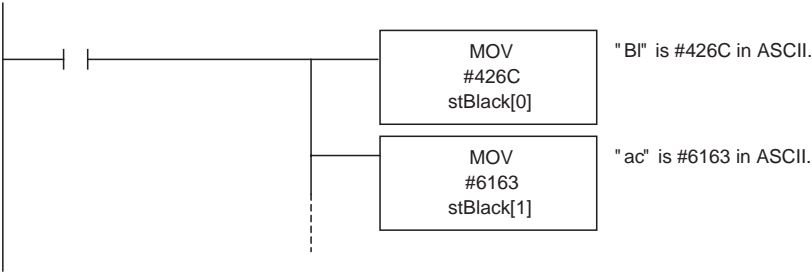 MOV
#426C
stBlack[0]
"Bl" is #426C in ASCII.
MOV
#6163
stBlack[1]
"ac" is #6163 in ASCII.